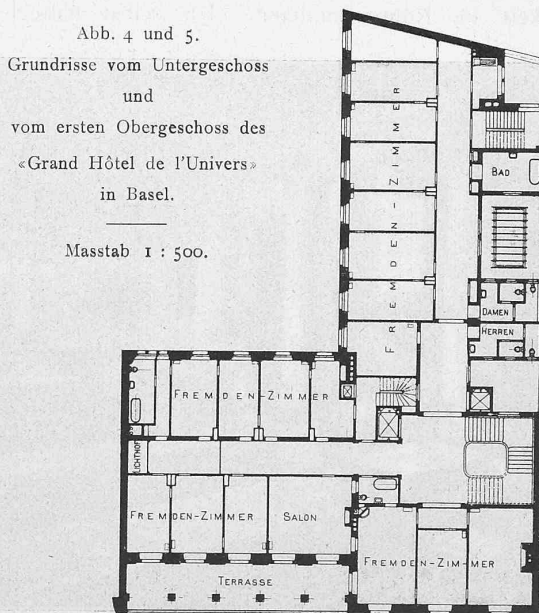 Abb. 4 und 5.
Grundrisse vom Untergeschoss
und
vom ersten Obergeschoss des
«Grand Hôtel de l'Univers»
in Basel.
Masstab 1 : 500.
FREMDEN-ZIMMER
BAD
DAMEN
HERREN
FREMDEN-ZIMMER
LICHTHOF
FREMDEN-ZIMMER
SALON
FREMDEN-ZIMMER
TERRASSE